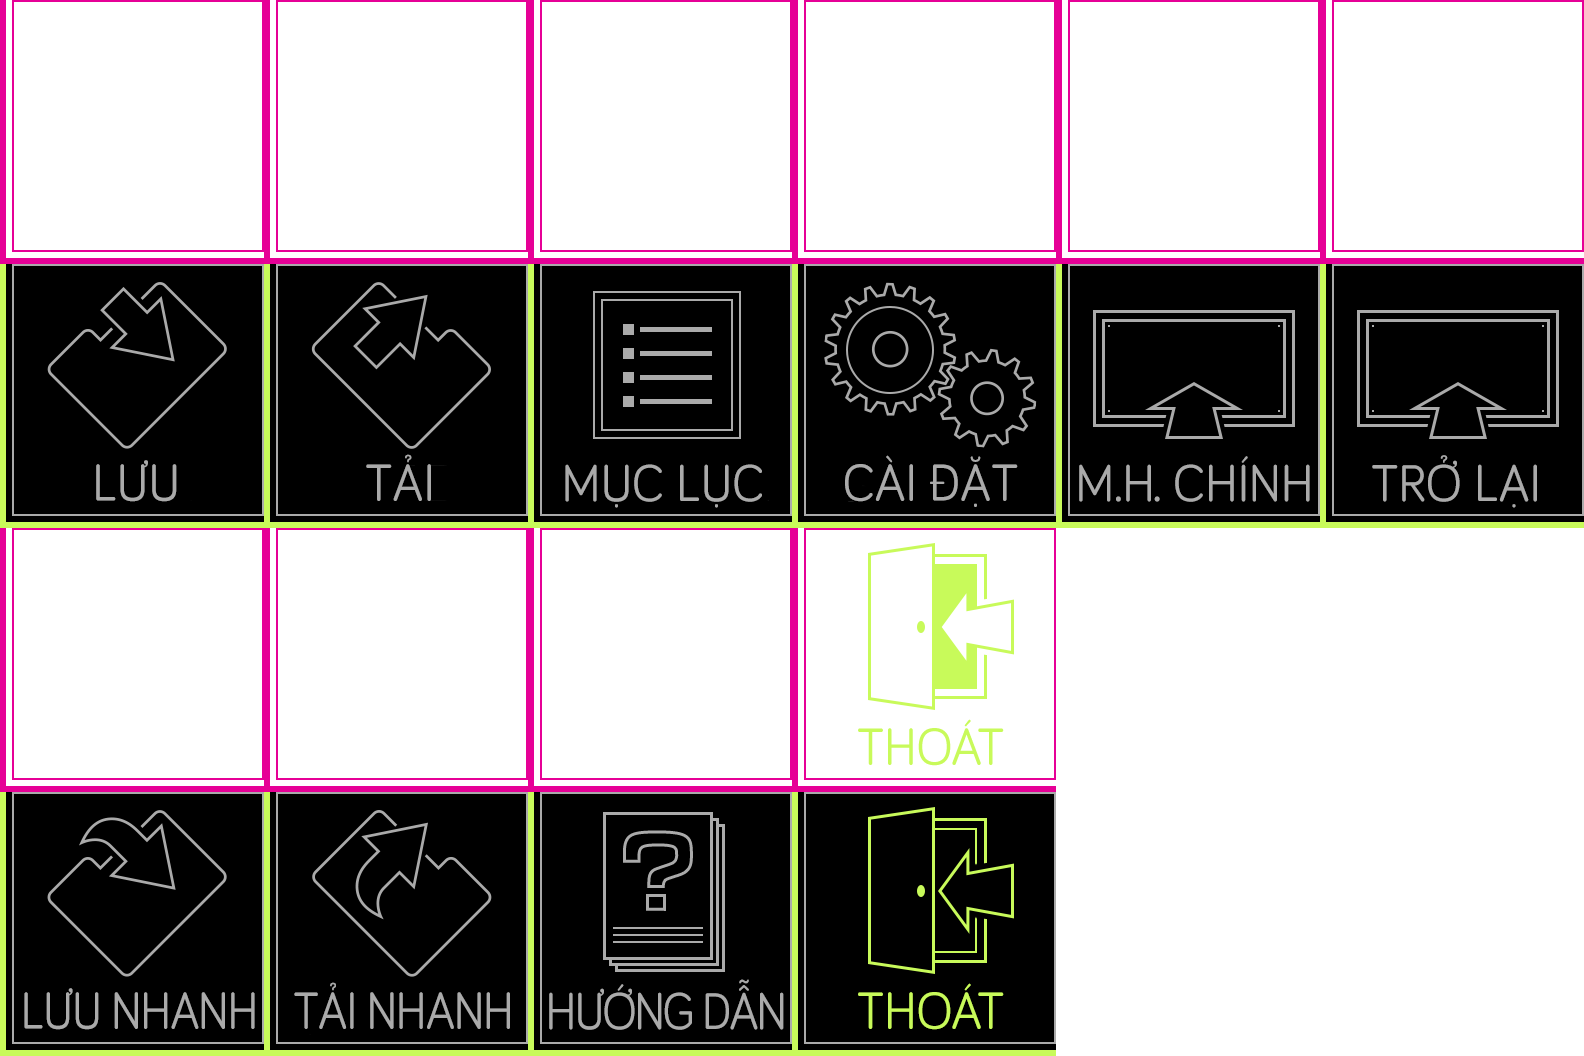 LƯU
TẢI
MỤC LỤC
CÀI ĐẶT
M.H. CHÍNH
TRỞ LẠI
THOÁT
LƯU NHANH
TẢI NHANH
HƯỚNG DẪN
THOÁT